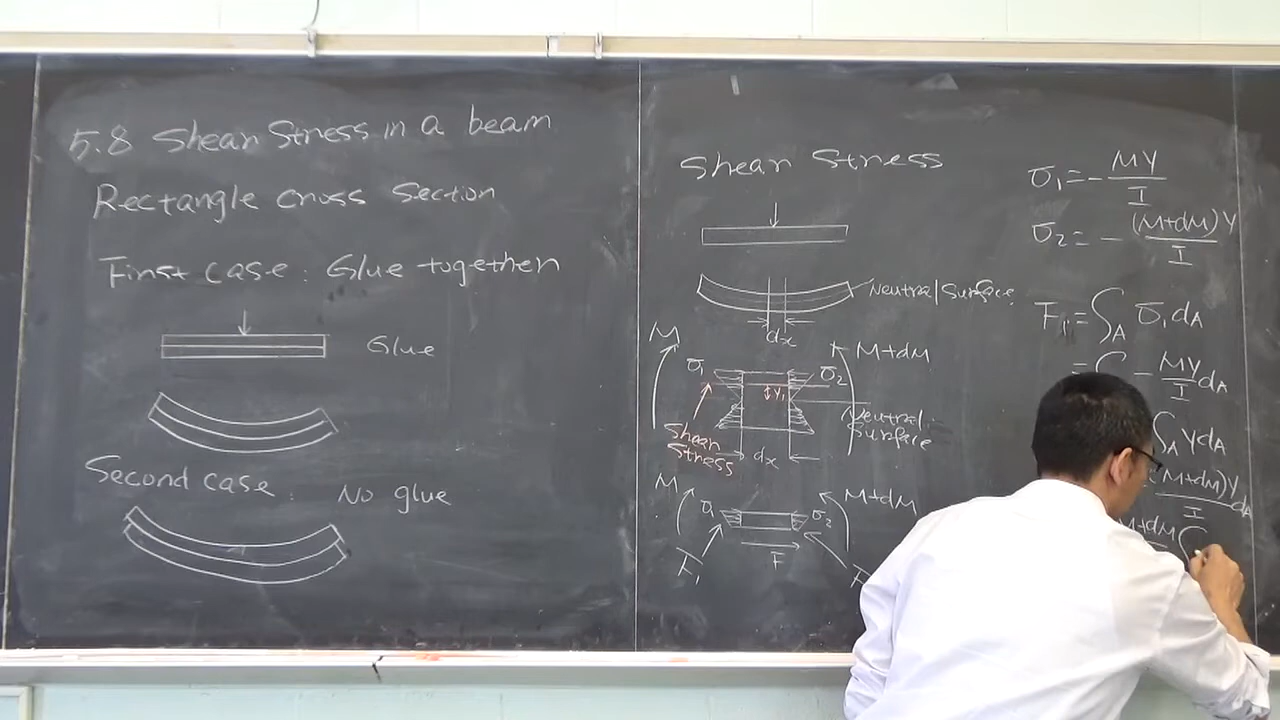 5.8 Shear Stress in a beam
Rectangle cross section
First case : Glue together
Glue
Second case : No glue
Shear Stress
Neutral Surface
dx
M
M+dM
σ₁
σ₂
y₁
Neutral
Surface
Shear
Stress
dx
M
M+dM
σ₁
σ₂
F₁
F
σ₁ = - MY/I
σ₂ = - (M+dM)Y/I
F₁ = ∫A σ₁ dA
= ∫ - MY/I dA
∫A Y dA
(M+dM)Y/I dA
M+dM ∫